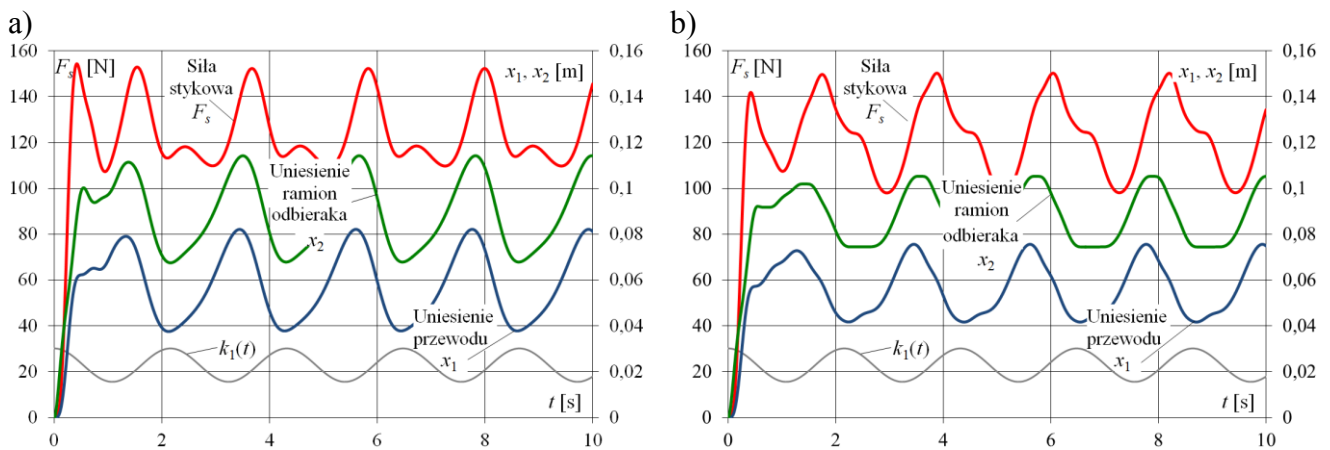 a)
F_s [N]
x_1, x_2 [m]
160
140
120
100
80
60
40
20
0
0,16
0,14
0,12
0,1
0,08
0,06
0,04
0,02
0
Siła
stykowa
F_s
Uniesienie
ramion
odbieraka
x_2
Uniesienie
przewodu
x_1
k_1(t)
t [s]
0 2 4 6 8 10
b)
F_s [N]
x_1, x_2 [m]
160
140
120
100
80
60
40
20
0
0,16
0,14
0,12
0,1
0,08
0,06
0,04
0,02
0
Siła
stykowa
F_s
Uniesienie
ramion
odbieraka
x_2
Uniesienie
przewodu
x_1
k_1(t)
t [s]
0 2 4 6 8 10